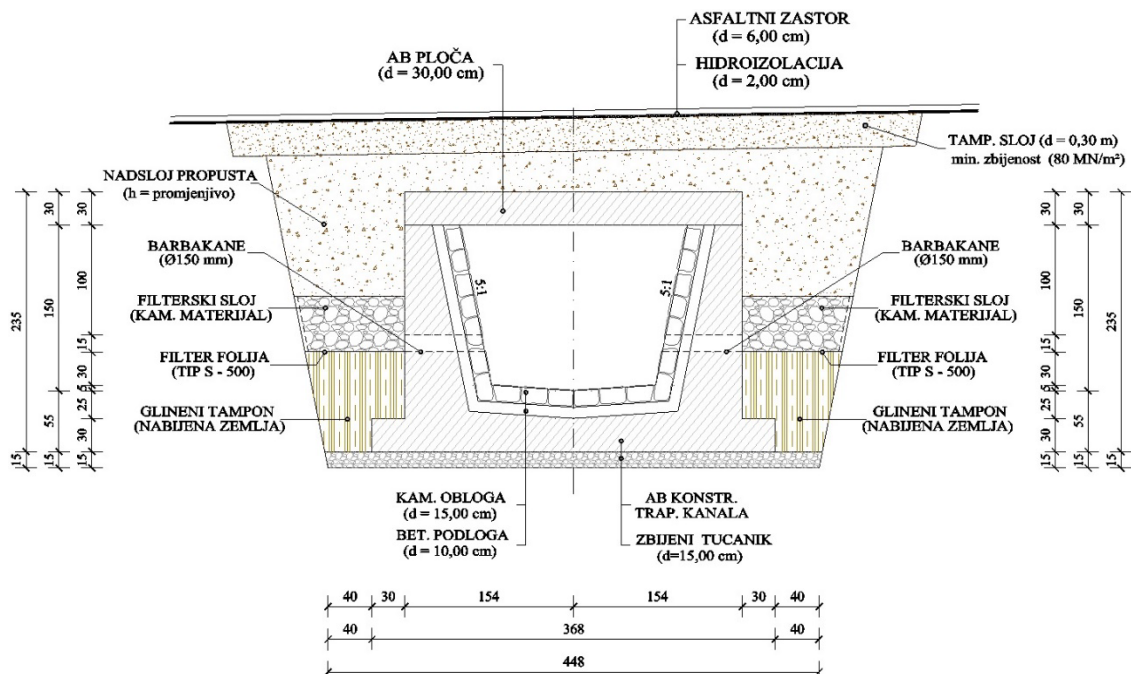 ASFALTNI ZASTOR
(d = 6,00 cm)
AB PLOČA
(d = 30,00 cm)
HIDROIZOLACIJA
(d = 2,00 cm)
TAMP. SLOJ (d = 0,30 m)
min. zbijenost (80 MN/m²)
NADSLOJ PROPUSTA
(h = promjenjivo)
BARBAKANE
(Ø150 mm)
BARBAKANE
(Ø150 mm)
5:1
5:1
FILTERSKI SLOJ
(KAM. MATERIJAL)
FILTERSKI SLOJ
(KAM. MATERIJAL)
FILTER FOLIJA
(TIP S - 500)
FILTER FOLIJA
(TIP S - 500)
GLINENI TAMPON
(NABIJENA ZEMLJA)
GLINENI TAMPON
(NABIJENA ZEMLJA)
235
15
30
150
55
15
30
100
15
30
5
25
30
15
30
100
15
30
5
25
30
15
30
150
55
15
235
15
KAM. OBLOGA
(d = 15,00 cm)
BET. PODLOGA
(d = 10,00 cm)
AB KONSTR.
TRAP. KANALA
ZBIJENI TUCANIK
(d=15,00 cm)
40 30 154 154 30 40
40 368 40
448